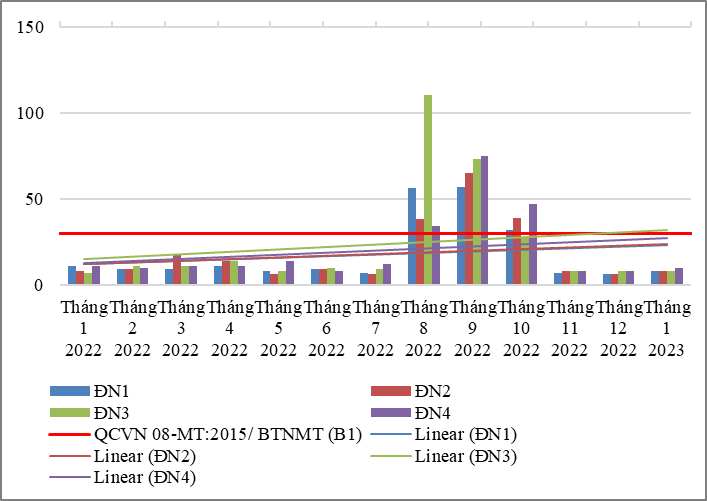 150
100
50
0
Tháng Tháng Tháng Tháng Tháng Tháng Tháng Tháng Tháng Tháng Tháng Tháng Tháng
1 2 3 4 5 6 7 8 9 10 11 12 1
2022 2022 2022 2022 2022 2022 2022 2022 2022 2022 2022 2022 2023
ĐN1 ĐN2
ĐN3 ĐN4
QCVN 08-MT:2015/ BTNMT (B1) Linear (ĐN1)
Linear (ĐN2) Linear (ĐN3)
Linear (ĐN4)